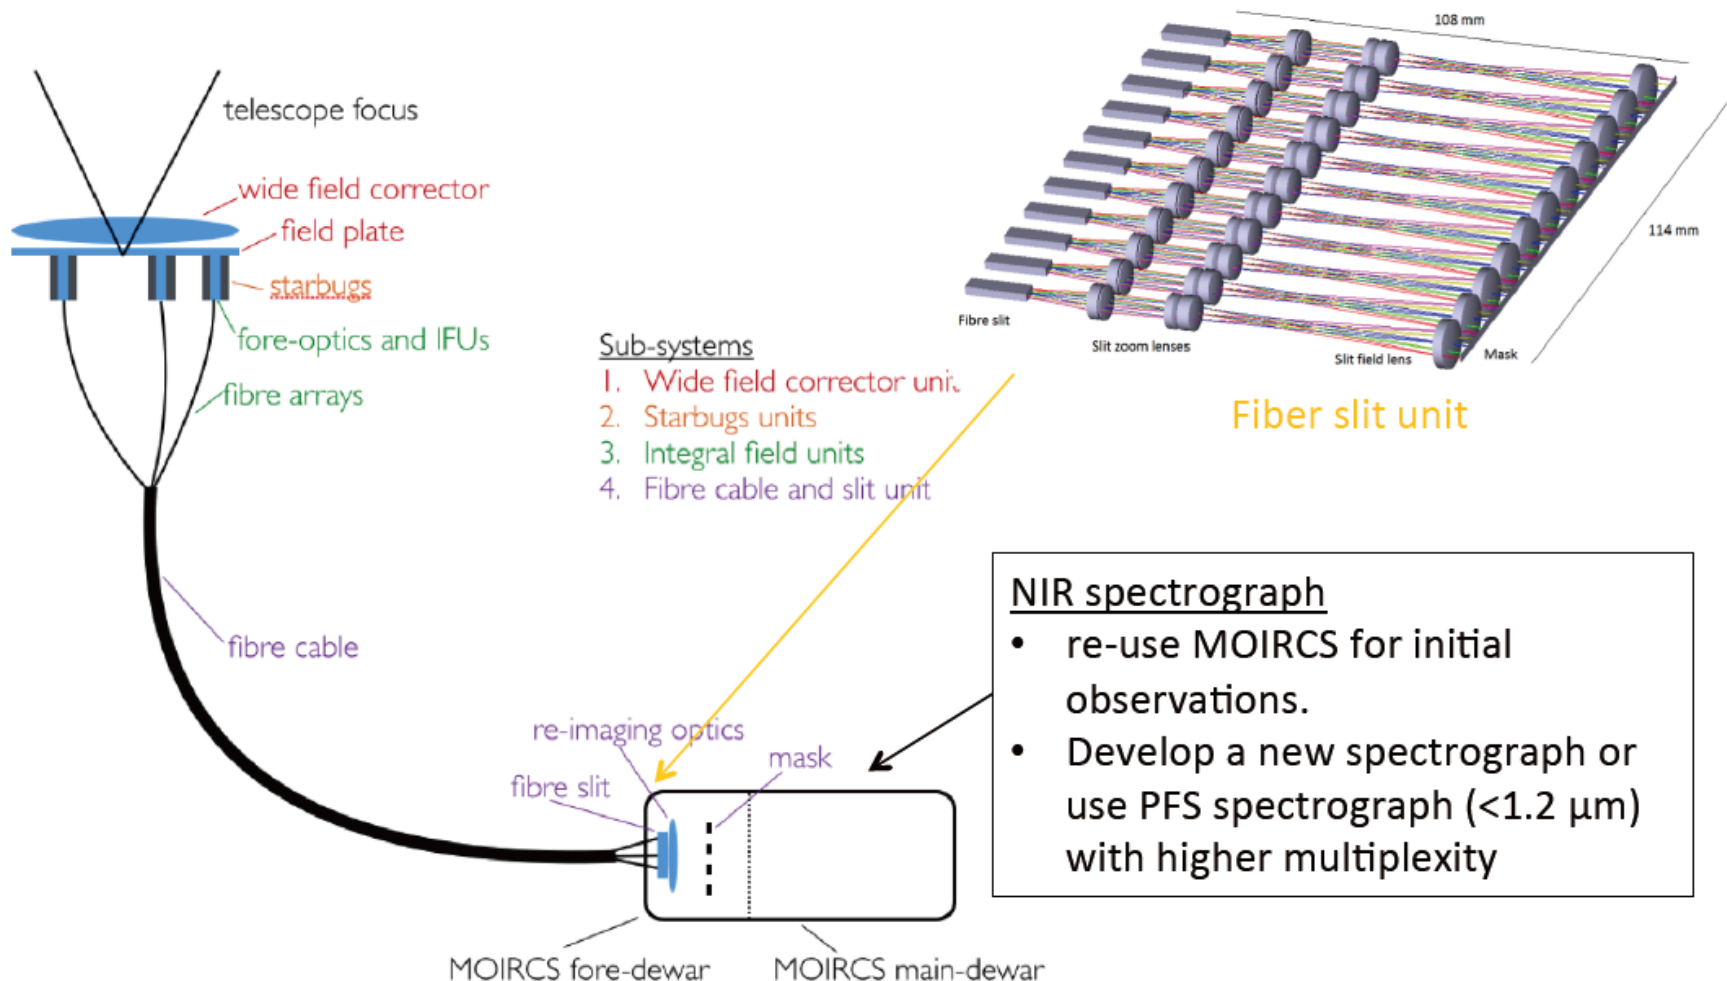 telescope focus
wide field corrector
field plate
starbugs
fore-optics and IFUs
fibre arrays
fibre cable
Sub-systems
1. Wide field corrector unit
2. Starbugs units
3. Integral field units
4. Fibre cable and slit unit
108 mm
114 mm
Fibre slit
Slit zoom lenses
Slit field lens
Mask
Fiber slit unit
NIR spectrograph
• re-use MOIRCS for initial
observations.
• Develop a new spectrograph or
use PFS spectrograph (<1.2 μm)
with higher multiplexity
re-imaging optics
mask
fibre slit
MOIRCS fore-dewar
MOIRCS main-dewar